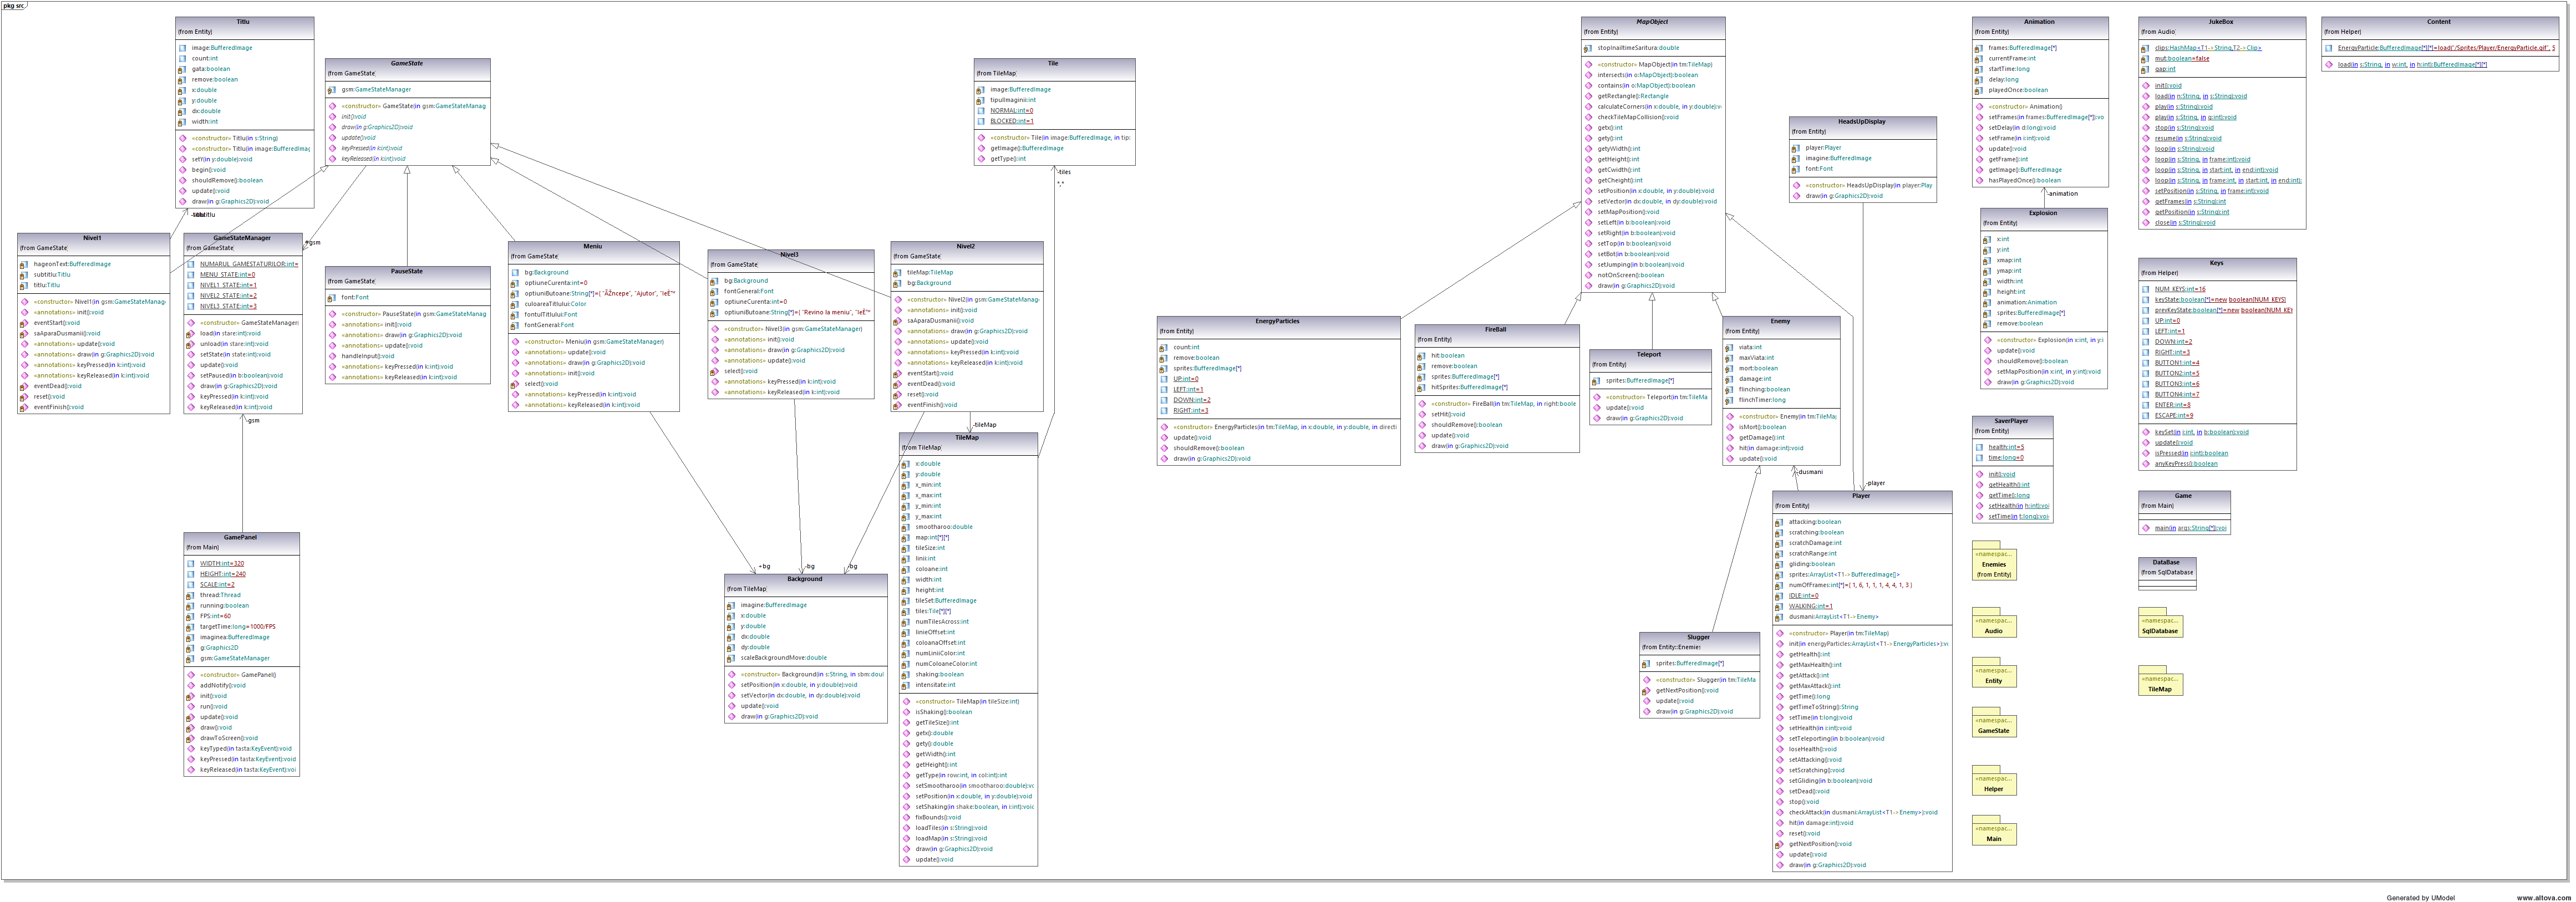 pkg src
Titlu
(from Entity)
image:BufferedImage
count:int
gata:boolean
remove:boolean
x:double
y:double
dx:double
width:int
«constructor» Titlu(in s:String)
«constructor» Titlu(in image:BufferedImag
setY(in y:double):void
begin():void
shouldRemove():boolean
update():void
draw(in g:Graphics2D):void
GameState
(from GameState)
gsm:GameStateManager
«constructor» GameState(in gsm:GameStateManag
init():void
draw(in g:Graphics2D):void
update():void
keyPressed(in k:int):void
keyReleased(in k:int):void
Nivel1
(from GameState)
hageonText:BufferedImage
subtitlu:Titlu
titlu:Titlu
«constructor» Nivel1(in gsm:GameStateManag
«annotations» init():void
eventStart():void
saAparaDusmanii():void
«annotations» update():void
«annotations» draw(in g:Graphics2D):void
«annotations» keyPressed(in k:int):void
«annotations» keyReleased(in k:int):void
eventDead():void
reset():void
eventFinish():void
GameStateManager
(from GameState)
NUMARUL_GAMESTATURILOR:int=
MENU_STATE:int=0
NIVEL1_STATE:int=1
NIVEL2_STATE:int=2
NIVEL3_STATE:int=3
«constructor» GameStateManager(
load(in stare:int):void
unload(in stare:int):void
setState(in state:int):void
update():void
setPaused(in b:boolean):void
draw(in g:Graphics2D):void
keyPressed(in k:int):void
keyReleased(in k:int):void
+gsm
PauseState
(from GameState)
font:Font
«constructor» PauseState(in gsm:GameStateManag
«annotations» init():void
«annotations» draw(in g:Graphics2D):void
«annotations» update():void
handleInput():void
«annotations» keyPressed(in k:int):void
«annotations» keyReleased(in k:int):void
Meniu
(from GameState)
bg:Background
optiuneCurenta:int=0
culoareaTitlului:Color
fontulTitlului:Font
fontGeneral:Font
«constructor» Meniu(in gsm:GameStateManager)
«annotations» update():void
«annotations» draw(in g:Graphics2D):void
«annotations» init():void
select():void
«annotations» keyPressed(in k:int):void
«annotations» keyReleased(in k:int):void
Nivel3
(from GameState)
bg:Background
fontGeneral:Font
optiuneCurenta:int=0
«constructor» Nivel3(in gsm:GameStateManager)
«annotations» init():void
«annotations» draw(in g:Graphics2D):void
«annotations» update():void
select():void
«annotations» keyPressed(in k:int):void
«annotations» keyReleased(in k:int):void
Nivel2
(from GameState)
tileMap:TileMap
bg:Background
«constructor» Nivel2(in gsm:GameStateManag
«annotations» init():void
saAparaDusmanii():void
«annotations» draw(in g:Graphics2D):void
«annotations» update():void
«annotations» keyPressed(in k:int):void
«annotations» keyReleased(in k:int):void
eventStart():void
eventDead():void
reset():void
eventFinish():void
-tileMap
Tile
(from TileMap)
image:BufferedImage
tipulImaginii:int
NORMAL:int=0
BLOCKED:int=1
«constructor» Tile(in image:BufferedImage, in tip:
getImage():BufferedImage
getType():int
-tiles
*,*
-gsm
GamePanel
(from Main)
WIDTH:int=320
HEIGHT:int=240
SCALE:int=2
thread:Thread
running:boolean
FPS:int=60
targetTime:long=1000/FPS
imaginea:BufferedImage
g:Graphics2D
gsm:GameStateManager
«constructor» GamePanel()
addNotify():void
init():void
run():void
update():void
draw():void
drawToScreen():void
keyTyped(in tasta:KeyEvent):void
keyPressed(in tasta:KeyEvent):void
keyReleased(in tasta:KeyEvent):voi
+bg
-bg
-bg
Background
(from TileMap)
imagine:BufferedImage
x:double
y:double
dx:double
dy:double
scaleBackgroundMove:double
«constructor» Background(in s:String, in sbm:doul
setPosition(in x:double, in y:double):void
setVector(in dx:double, in dy:double):void
update():void
draw(in g:Graphics2D):void
TileMap
(from TileMap)
x:double
y:double
x_min:int
x_max:int
y_min:int
y_max:int
smootharoo:double
map:int[*][*]
tileSize:int
linii:int
coloane:int
width:int
height:int
tileSet:BufferedImage
tiles:Tile[*][*]
numTilesAcross:int
linieOffset:int
coloanaOffset:int
numLiniiColor:int
numColoaneColor:int
shaking:boolean
intensitate:int
«constructor» TileMap(in tileSize:int)
isShaking():boolean
getTileSize():int
getx():double
gety():double
getWidth():int
getHeight():int
getType(in row:int, in col:int):int
setSmootharoo(in smootharoo:double):vc
setPosition(in x:double, in y:double):vc
setShaking(in shake:boolean, in i:int):voic
fixBounds():void
loadTiles(in s:String):void
loadMap(in s:String):void
draw(in g:Graphics2D):void
update():void
MapObject
(from Entity)
stopInailtimeSaritura:double
«constructor» MapObject(in tm:TileMap)
intersects(in o:MapObject):boolean
contains(in o:MapObject):boolean
getRectangle():Rectangle
calculateCorners(in x:double, in y:double):v
checkTileMapCollision():void
getx():int
gety():int
getyWidth():int
getHeight():int
getCwidth():int
getCheight():int
setPosition(in x:double, in y:double):void
setVector(in dx:double, in dy:double):void
setMapPosition():void
setLeft(in b:boolean):void
setRight(in b:boolean):void
setTop(in b:boolean):void
setBot(in b:boolean):void
setJumping(in b:boolean):void
notOnScreen():boolean
draw(in g:Graphics2D):void
EnergyParticles
(from Entity)
count:int
remove:boolean
sprites:BufferedImage[*]
UP:int=0
LEFT:int=1
DOWN:int=2
RIGHT:int=3
«constructor» EnergyParticles(in tm:TileMap, in x:double, in y:double, in directi
update():void
shouldRemove():boolean
draw(in g:Graphics2D):void
FireBall
(from Entity)
hit:boolean
remove:boolean
sprites:BufferedImage[*]
hitSprites:BufferedImage[*]
«constructor» FireBall(in tm:TileMap, in right:boole
setHit():void
shouldRemove():boolean
update():void
draw(in g:Graphics2D):void
Teleport
(from Entity)
sprites:BufferedImage[*]
«constructor» Teleport(in tm:TileMa
update():void
draw(in g:Graphics2D):void
Enemy
(from Entity)
viata:int
maxViata:int
mort:boolean
damage:int
flinching:boolean
flinchTimer:long
«constructor» Enemy(in tm:TileMa
isMort():boolean
getDamage():int
hit(in damage:int):void
update():void
-dusmani
HeadsUpDisplay
(from Entity)
player:Player
imagine:BufferedImage
font:Font
«constructor» HeadsUpDisplay(in player:Play
draw(in g:Graphics2D):void
-player
Slugger
(from Entity::Enemie:
sprites:BufferedImage[*]
«constructor» Slugger(in tm:TileMa
getNextPosition():void
update():void
draw(in g:Graphics2D):void
Player
(from Entity)
attacking:boolean
scratching:boolean
scratchDamage:int
scratchRange:int
gliding:boolean
sprites:ArrayList<T1->BufferedImage[]>
numOfFrames:int[*]={ 1, 6, 1, 1, 1, 4, 4, 1, 3 }
IDLE:int=0
WALKING:int=1
dusmani:ArrayList<T1->Enemy>
«constructor» Player(in tm:TileMap)
init(in energyParticles:ArrayList<T1->EnergyParticles>):v
getHealth():int
getMaxHealth():int
getAttack():int
getMaxAttack():int
getTime():long
getTimeToString():String
setTime(in t:long):void
setHealth(in i:int):void
setTeleporting(in b:boolean):void
loseHealth():void
setAttacking():void
setScratching():void
setGliding(in b:boolean):void
setDead():void
stop():void
checkAttack(in dusmani:ArrayList<T1->Enemy>):void
hit(in damage:int):void
reset():void
getNextPosition():void
update():void
draw(in g:Graphics2D):void
Animation
(from Entity)
frames:BufferedImage[*]
currentFrame:int
startTime:long
delay:long
playedOnce:boolean
«constructor» Animation()
setFrames(in frames:BufferedImage[*]):vo
setDelay(in d:long):void
setFrame(in i:int):void
update():void
getFrame():int
getImage():BufferedImage
hasPlayedOnce():boolean
-animation
Explosion
(from Entity)
x:int
y:int
xmap:int
ymap:int
width:int
height:int
animation:Animation
sprites:BufferedImage[*]
remove:boolean
«constructor» Explosion(in x:int, in y:i
update():void
shouldRemove():boolean
setMapPosition(in x:int, in y:int):void
draw(in g:Graphics2D):void
SaverPlayer
(from Entity)
health:int=5
time:long=0
init():void
getHealth():int
getTime():long
setHealth(in h:int):voi
setTime(in t:long):voi
«namespac...
Enemies
(from Entity)
«namespac...
Audio
«namespac...
Entity
«namespac...
GameState
«namespac...
Helper
«namespac...
Main
JukeBox
(from Audio)
clips:HashMap<T1->String,T2->Clip>
mut:boolean=false
gap:int
init():void
load(in n:String, in s:String):void
play(in s:String):void
play(in s:String, in q:int):void
stop(in s:String):void
resume(in s:String):void
loop(in s:String):void
loop(in s:String, in frame:int):void
loop(in s:String, in start:int, in end:int):void
loop(in s:String, in frame:int, in start:int, in end:int):
setPosition(in s:String, in frame:int):void
getFrames(in s:String):int
getPosition(in s:String):int
close(in s:String):void
Keys
(from Helper)
NUM_KEYS:int=16
keyState:boolean[*]=new boolean[NUM_KEYS]
prevKeyState:boolean[*]=new boolean[NUM_KE
UP:int=0
LEFT:int=1
DOWN:int=2
RIGHT:int=3
BUTTON1:int=4
BUTTON2:int=5
BUTTON3:int=6
BUTTON4:int=7
ENTER:int=8
ESCAPE:int=9
keySet(in i:int, in b:boolean):void
update():void
isPressed(in i:int):boolean
anyKeyPress():boolean
Game
(from Main)
main(in args:String[*]):voi
DataBase
(from SqlDatabase
«namespac...
SqlDatabase
«namespac...
TileMap
Content
(from Helper)
EnergyParticle:BufferedImage[*][*]=load("/Sprites/Player/EnergyParticle.gif", 5
load(in s:String, in w:int, in h:int):BufferedImage[*][*]
Generated by UModel
www.altova.com